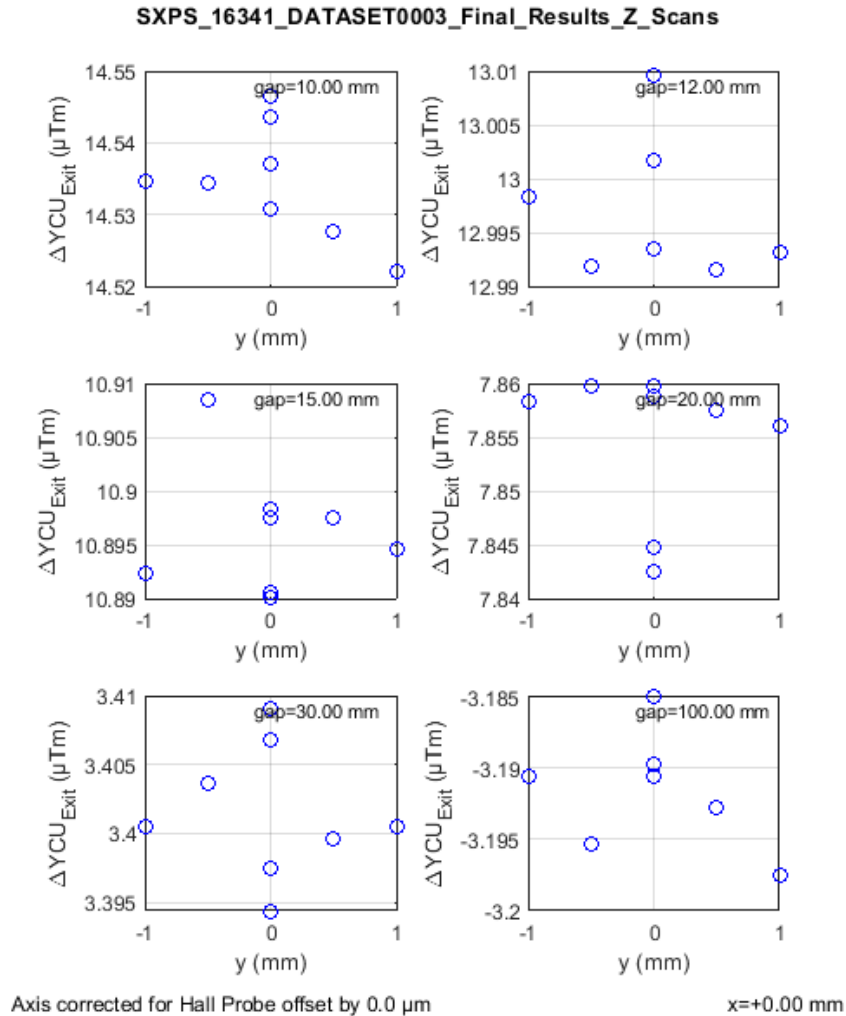 SXPS_16341_DATASET0003_Final_Results_Z_Scans
14.55
14.54
14.53
14.52
ΔYCU_Exit (µTm)
gap=10.00 mm
-1 0 1
y (mm)
13.01
13.005
13
12.995
12.99
ΔYCU_Exit (µTm)
gap=12.00 mm
-1 0 1
y (mm)
10.91
10.905
10.9
10.895
10.89
ΔYCU_Exit (µTm)
gap=15.00 mm
-1 0 1
y (mm)
7.86
7.855
7.85
7.845
7.84
ΔYCU_Exit (µTm)
gap=20.00 mm
-1 0 1
y (mm)
3.41
3.405
3.4
3.395
ΔYCU_Exit (µTm)
gap=30.00 mm
-1 0 1
y (mm)
-3.185
-3.19
-3.195
-3.2
ΔYCU_Exit (µTm)
gap=100.00 mm
-1 0 1
y (mm)
Axis corrected for Hall Probe offset by 0.0 µm
x=+0.00 mm